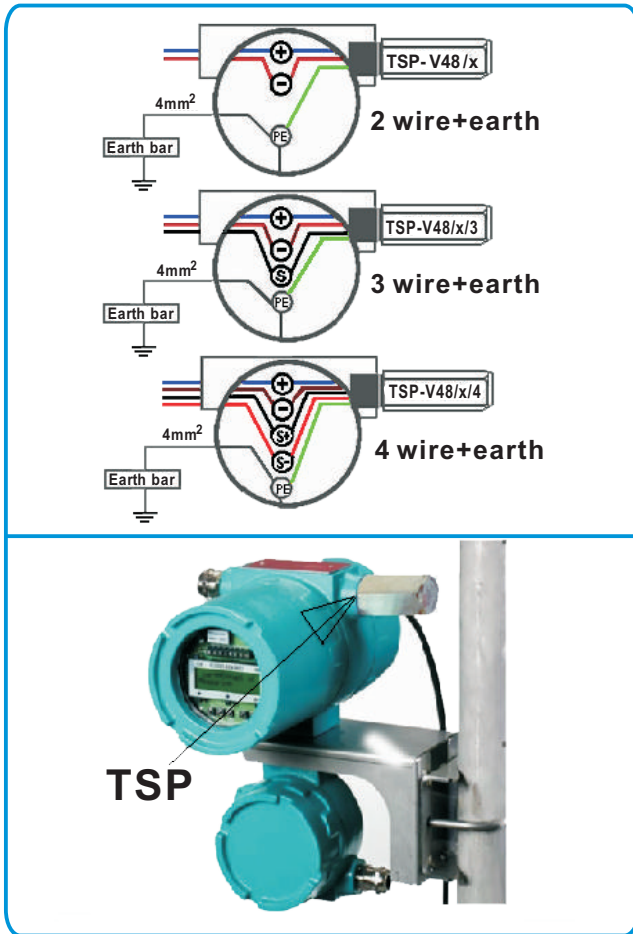 TSP-V48/x
+
-
4mm²
2 wire+earth
PE
Earth bar
TSP-V48/x/3
+
-
4mm²
S
3 wire+earth
PE
Earth bar
TSP-V48/x/4
+
-
4mm²
S+
4 wire+earth
S-
Earth bar
PE
TSP